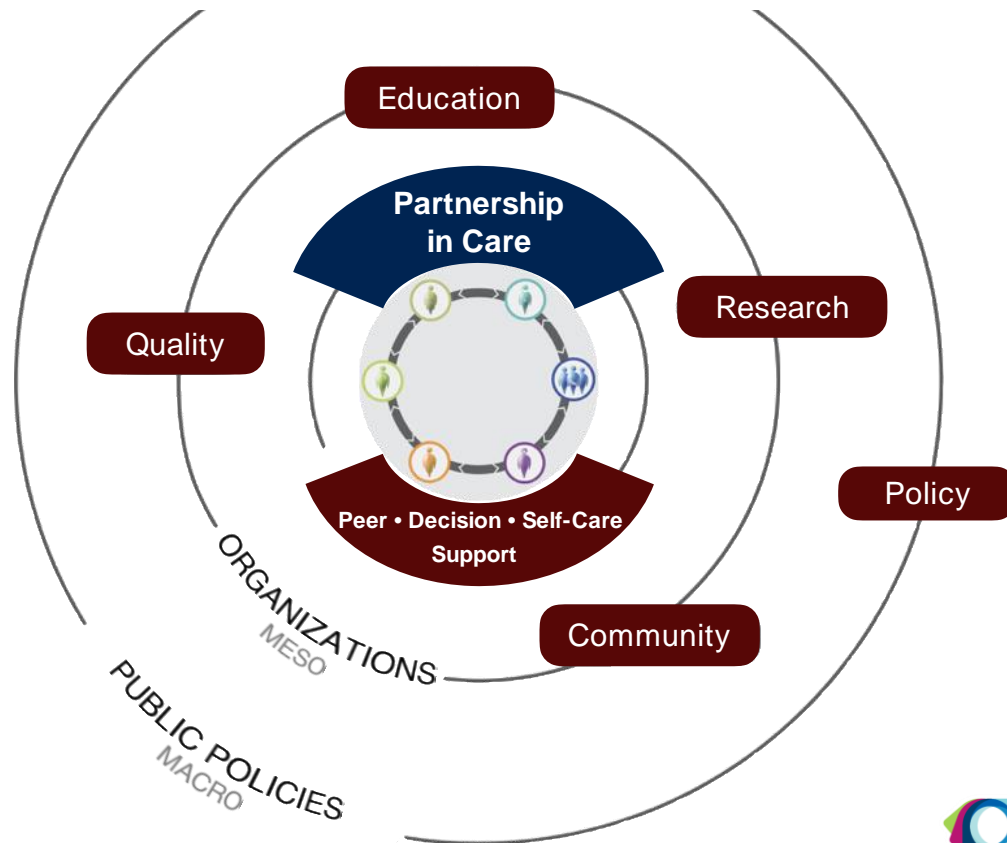 Education
Partnership
in Care
Research
Quality
Policy
Peer • Decision • Self-Care
Support
ORGANIZATIONS
MESO
Community
PUBLIC POLICIES
MACRO